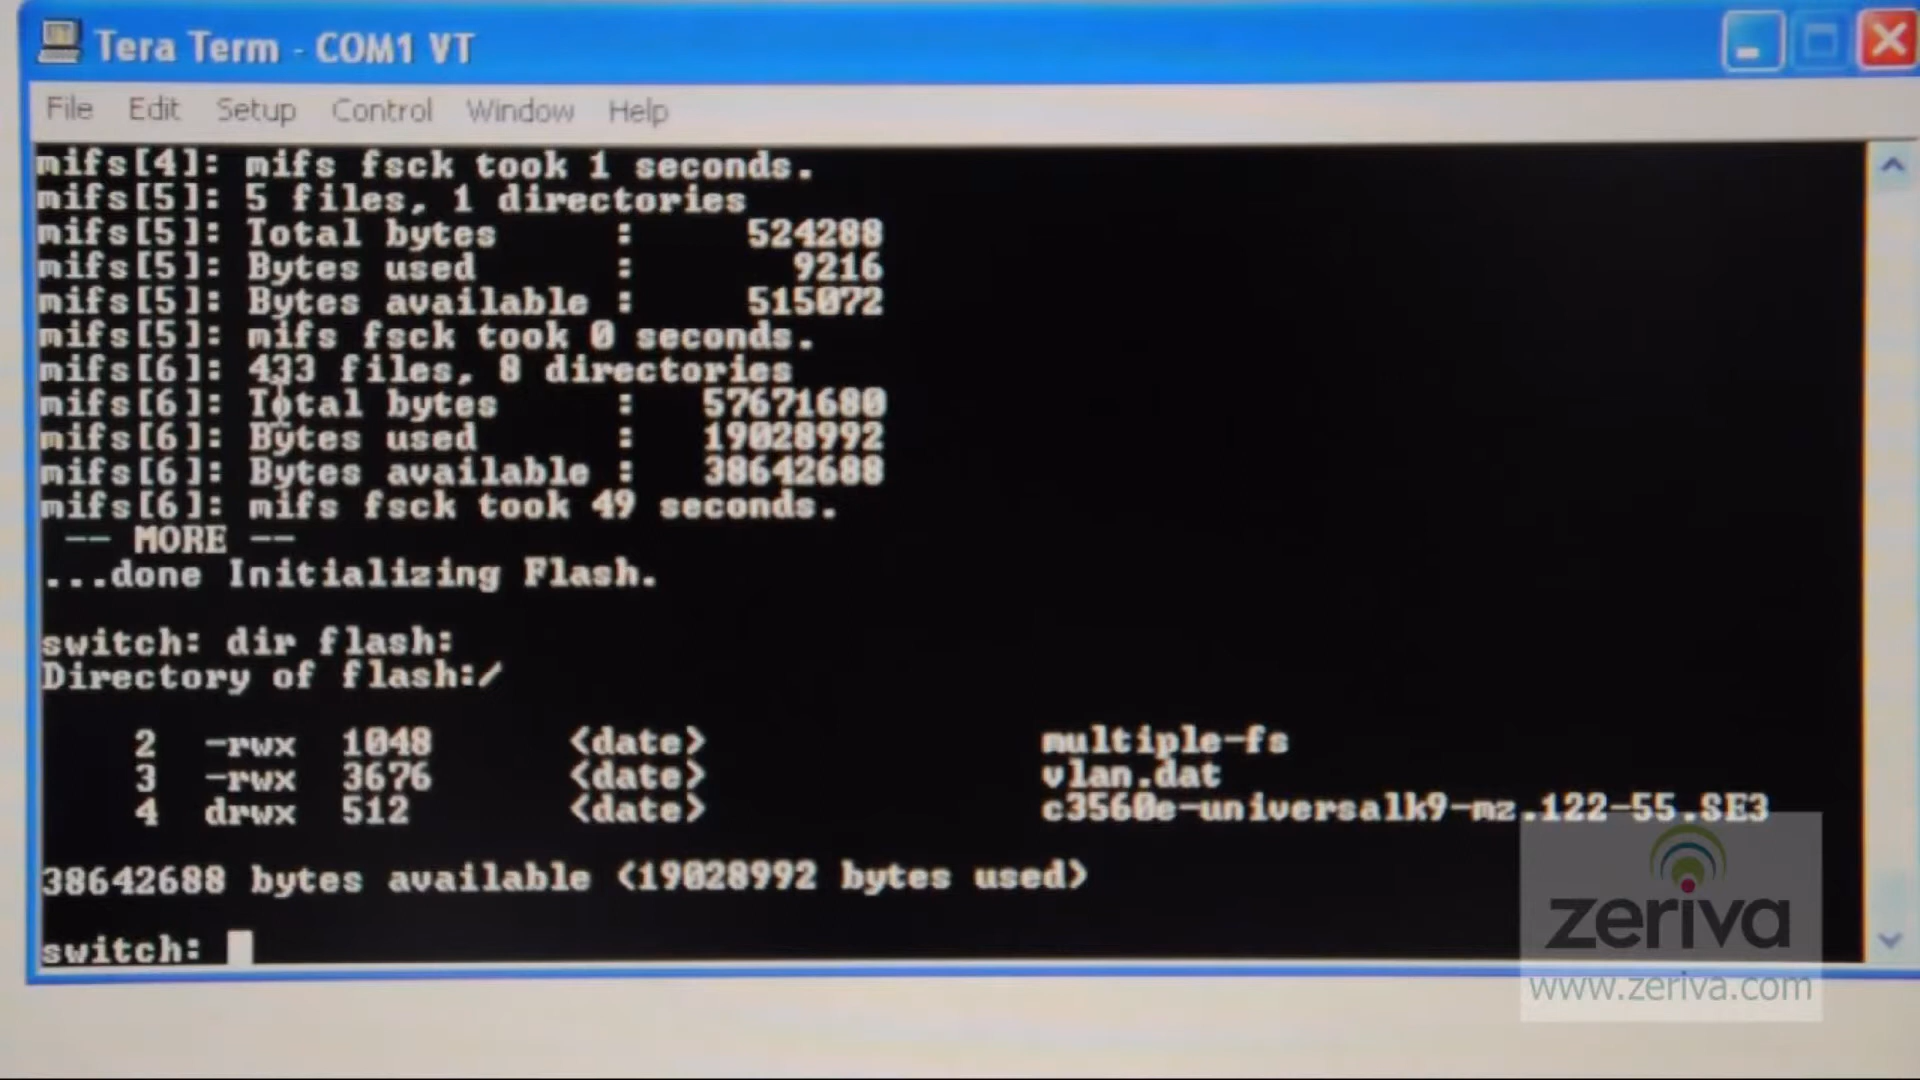 Tera Term - COM1 VT
File Edit Setup Control Window Help
mifs[4]: mifs fsck took 1 seconds.
mifs[5]: 5 files, 1 directories
mifs[5]: Total bytes : 524288
mifs[5]: Bytes used : 9216
mifs[5]: Bytes available : 515072
mifs[5]: mifs fsck took 0 seconds.
mifs[6]: 433 files, 8 directories
mifs[6]: Total bytes : 57671680
mifs[6]: Bytes used : 19028992
mifs[6]: Bytes available : 38642688
mifs[6]: mifs fsck took 49 seconds.
-- MORE --
...done Initializing Flash.
switch: dir flash:
Directory of flash:/
2 -rwx 1048 <date> multiple-fs
3 -rwx 3676 <date> vlan.dat
4 drwx 512 <date> c3560e-universalk9-mz.122-55.SE3
38642688 bytes available (19028992 bytes used)
switch:
zeriva
www.zeriva.com